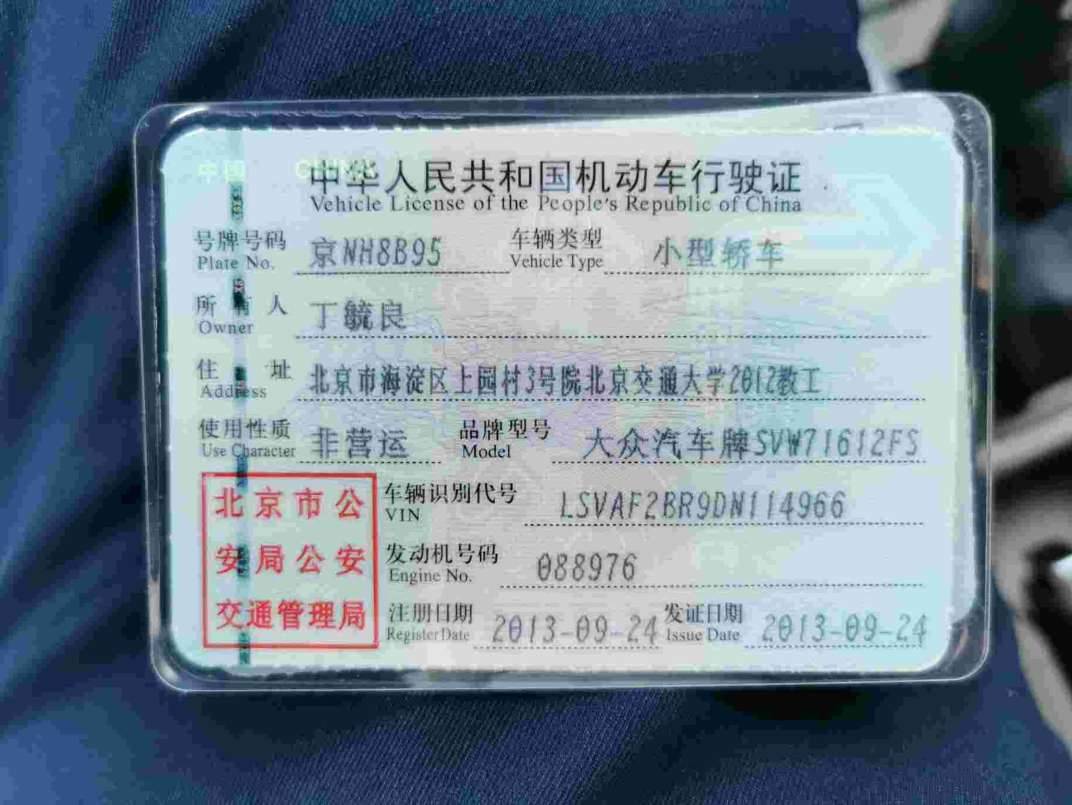 中国 CHINA
中华人民共和国机动车行驶证
Vehicle License of the People's Republic of China
号牌号码 京NH8B95 车辆类型 小型轿车
Plate No. Vehicle Type
所有人 丁毓良
Owner
住址 北京市海淀区上园村3号院北京交通大学2012教工
Address
使用性质 非营运 品牌型号 大众汽车牌SVW71612FS
Use Character Model
车辆识别代号 LSVAF2BR9DN114966
VIN
发动机号码 088976
Engine No.
注册日期 2013-09-24 发证日期 2013-09-24
Register Date Issue Date
北京市公
安局公安
交通管理局